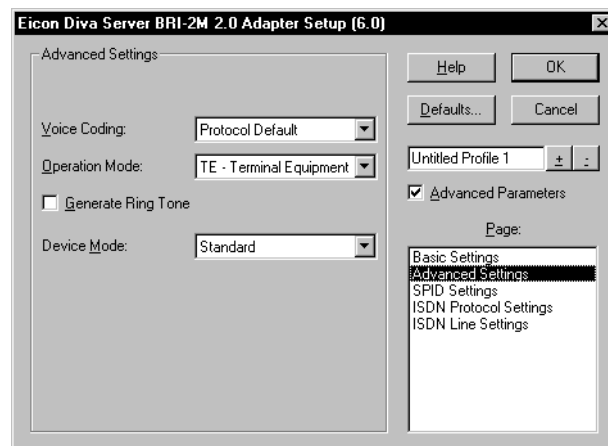 Eicon Diva Server BRI-2M 2.0 Adapter Setup (6.0)
Advanced Settings
Voice Coding:
Protocol Default
Operation Mode:
TE - Terminal Equipment
Generate Ring Tone
Device Mode:
Standard
Help
OK
Defaults...
Cancel
Untitled Profile 1
+
-
Advanced Parameters
Page:
Basic Settings
Advanced Settings
SPID Settings
ISDN Protocol Settings
ISDN Line Settings